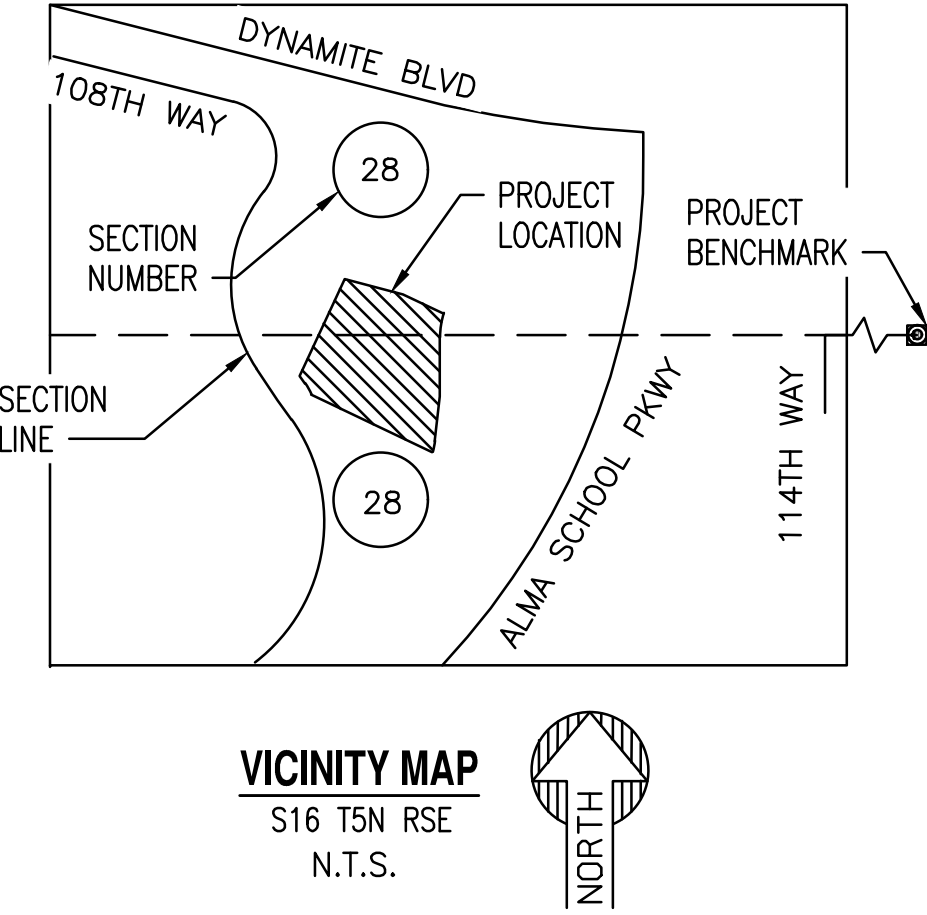 DYNAMITE BLVD
108TH WAY
28
PROJECT
LOCATION
PROJECT
BENCHMARK
SECTION
NUMBER
SECTION
LINE
28
ALMA SCHOOL PKWY
114TH WAY
VICINITY MAP
S16 T5N RSE
N.T.S.
NORTH